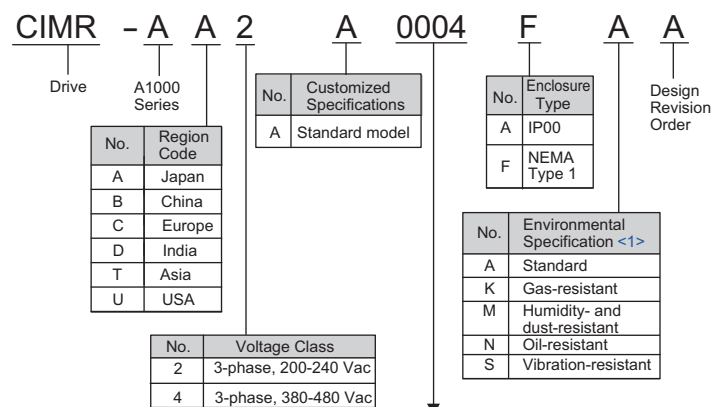 CIMR - A A 2 A 0004 F A A
Drive
A1000
Series
No. Customized
Specifications
A Standard model
No. Enclosure
Type
A IP00
F NEMA
Type 1
Design
Revision
Order
No. Region
Code
A Japan
B China
C Europe
D India
T Asia
U USA
No. Environmental
Specification <1>
A Standard
K Gas-resistant
M Humidity- and
dust-resistant
N Oil-resistant
S Vibration-resistant
No. Voltage Class
2 3-phase, 200-240 Vac
4 3-phase, 380-480 Vac